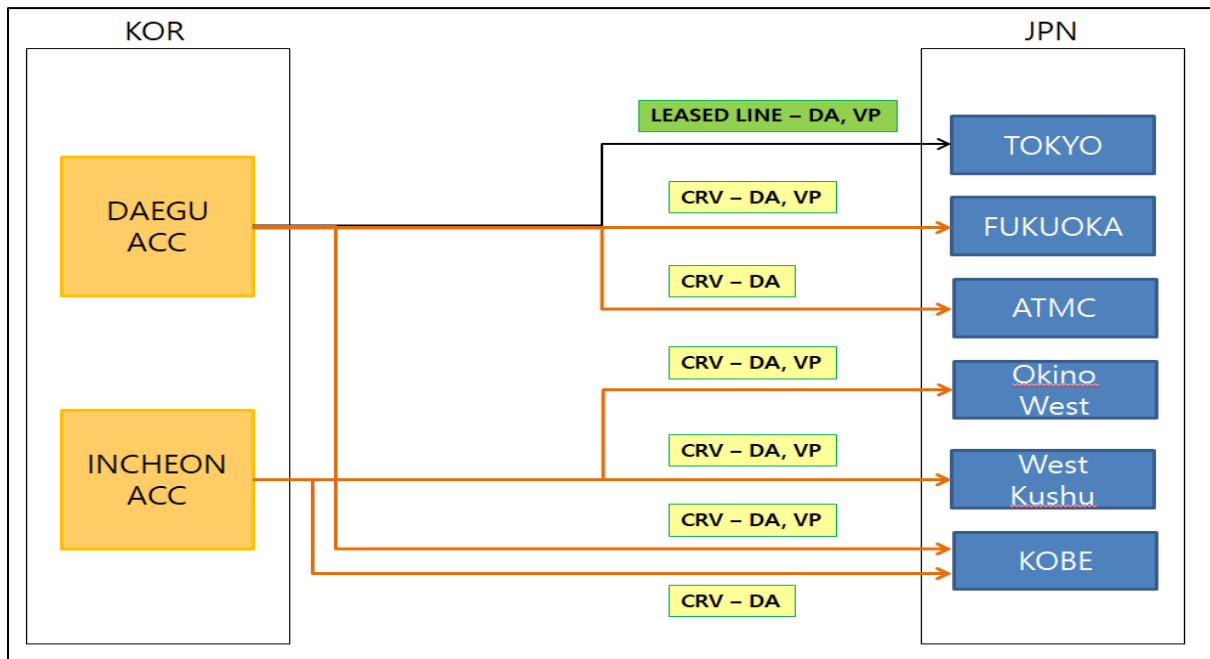 KOR
JPN
LEASED LINE – DA, VP
TOKYO
DAEGU
ACC
CRV – DA, VP
FUKUOKA
CRV – DA
ATMC
CRV – DA, VP
Okino
West
INCHEON
ACC
CRV – DA, VP
West
Kushu
CRV – DA, VP
KOBE
CRV – DA